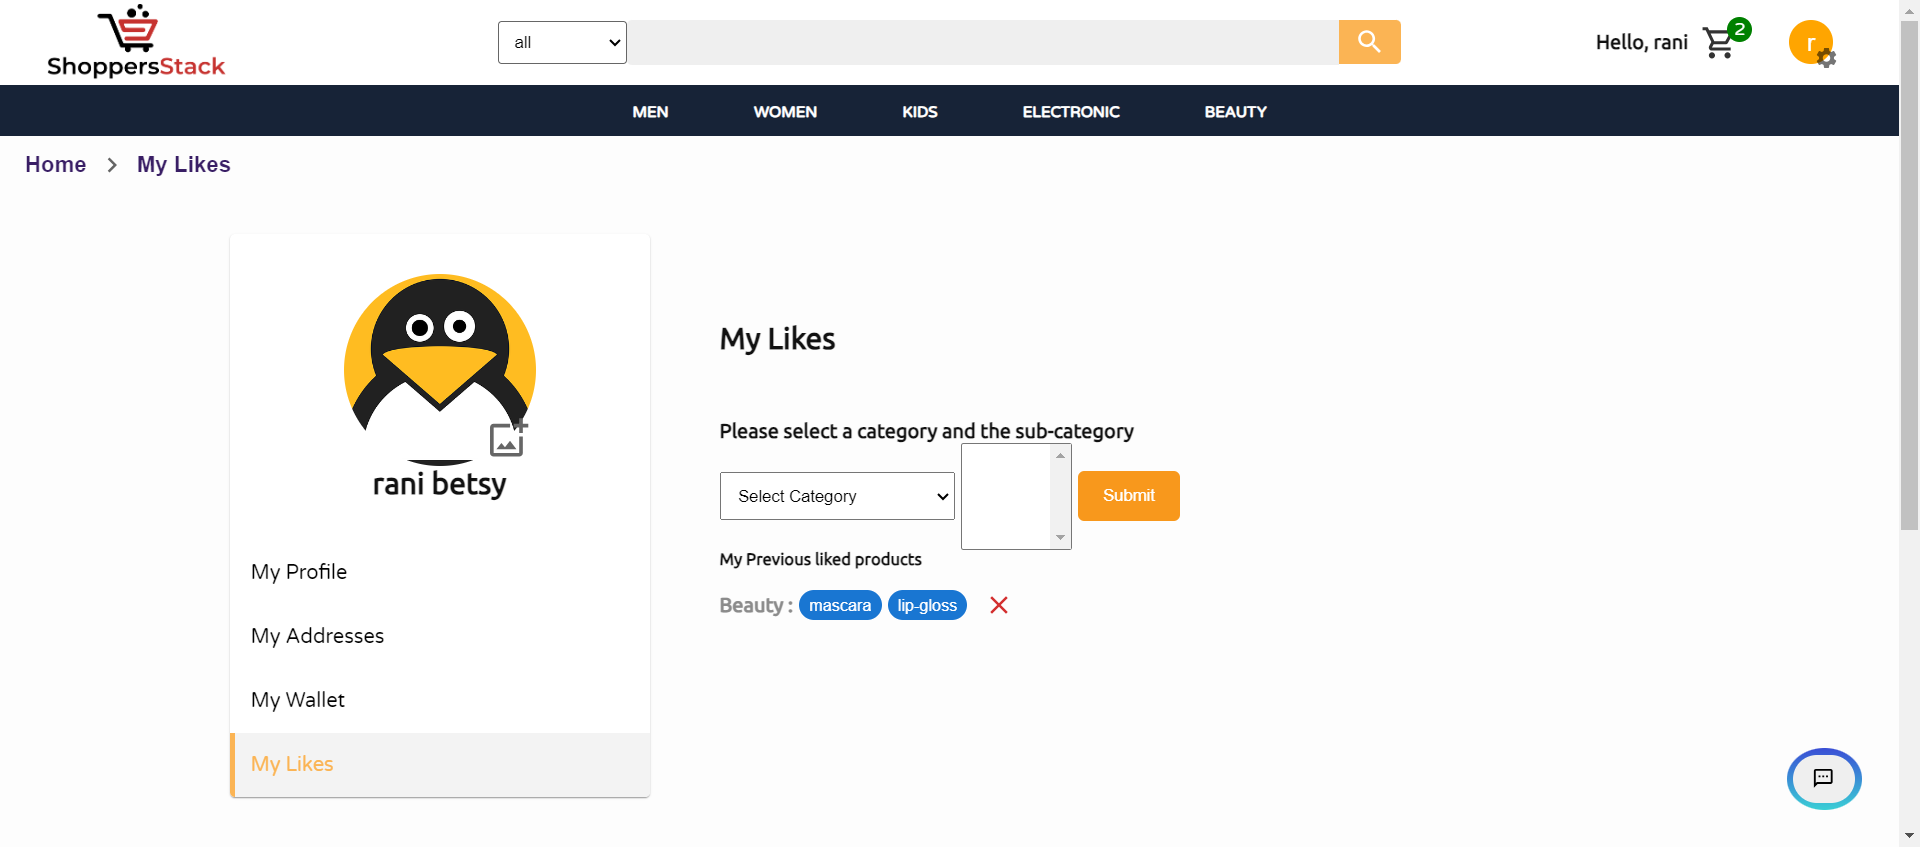 ShoppersStack
all
Hello, rani
2
r
MEN WOMEN KIDS ELECTRONIC BEAUTY
Home > My Likes
rani betsy
My Profile
My Addresses
My Wallet
My Likes
My Likes
Please select a category and the sub-category
Select Category
Submit
My Previous liked products
Beauty : mascara lip-gloss